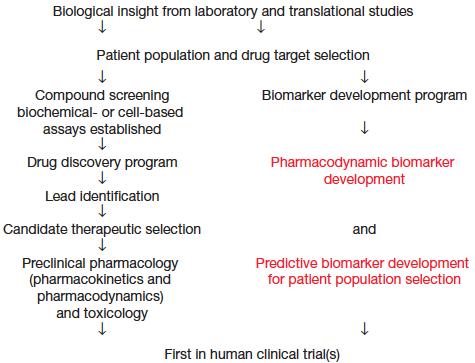 Biological insight from laboratory and translational studies
↓ ↓
Patient population and drug target selection
↓ ↓
Compound screening
biochemical- or cell-based
assays established
↓
Drug discovery program
↓
Lead identification
↓
Candidate therapeutic selection
↓
Preclinical pharmacology
(pharmacokinetics and
pharmacodynamics)
and toxicology
↓
Biomarker development program
↓
Pharmacodynamic biomarker
development
and
Predictive biomarker development
for patient population selection
↓
First in human clinical trial(s)